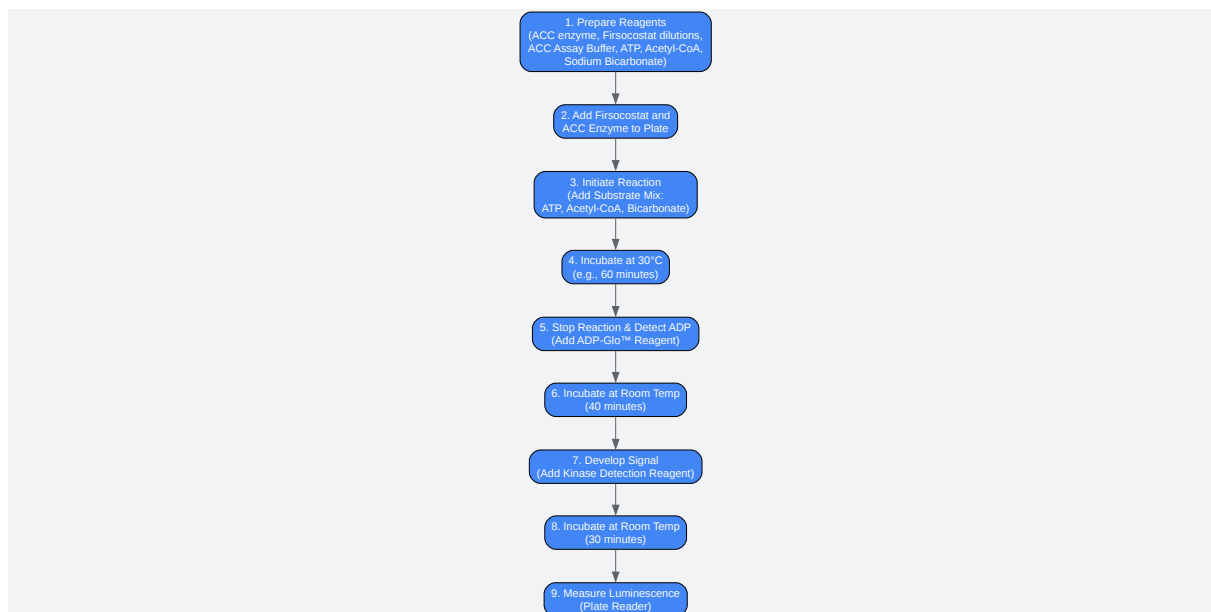 1. Prepare Reagents
(ACC enzyme, Firsocostat dilutions,
ACC Assay Buffer, ATP, Acetyl-CoA,
Sodium Bicarbonate)
2. Add Firsocostat and
ACC Enzyme to Plate
3. Initiate Reaction
(Add Substrate Mix:
ATP, Acetyl-CoA, Bicarbonate)
4. Incubate at 30°C
(e.g., 60 minutes)
5. Stop Reaction & Detect ADP
(Add ADP-Glo™ Reagent)
6. Incubate at Room Temp
(40 minutes)
7. Develop Signal
(Add Kinase Detection Reagent)
8. Incubate at Room Temp
(30 minutes)
9. Measure Luminescence
(Plate Reader)